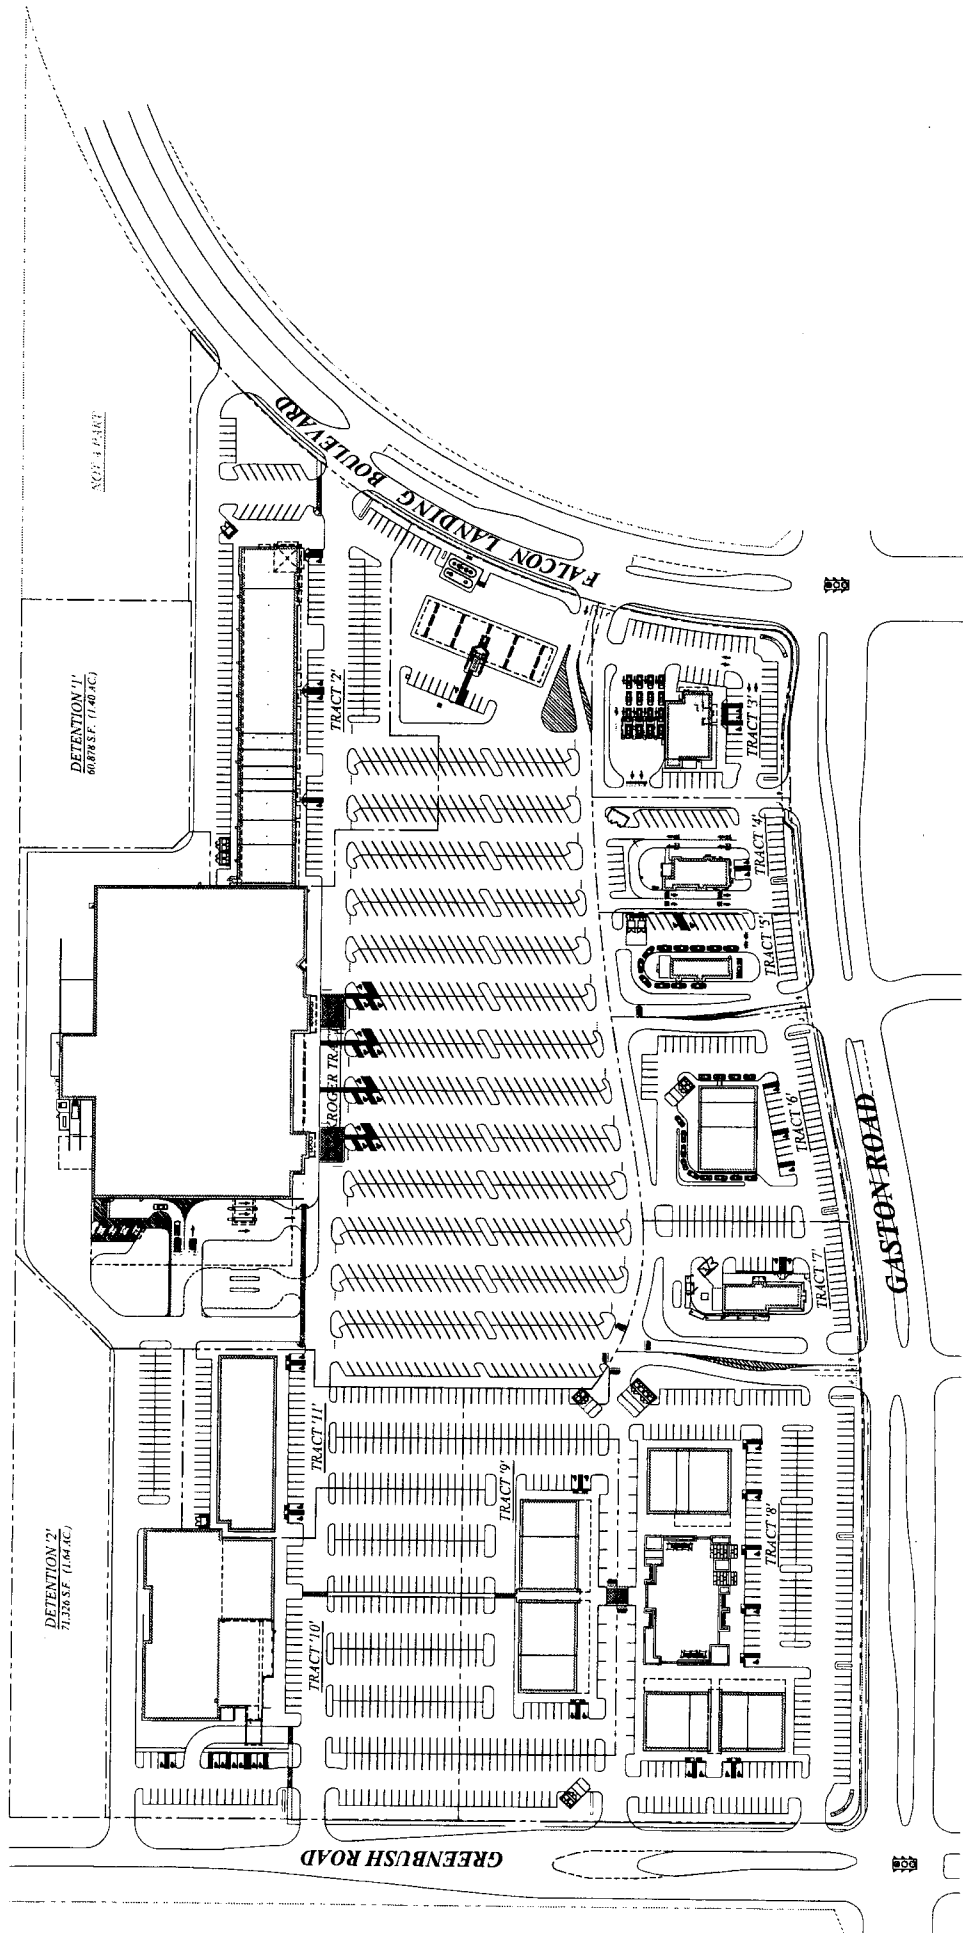 NOT A PART
FALCON LANDING BOULEVARD
DETENTION '1'
60,878 S.F. (1.40 AC.)
TRACT '2'
TRACT '3'
TRACT '4'
TRACT '5'
KROGER TRACT
TRACT '6'
GASTON ROAD
TRACT '7'
TRACT '11'
TRACT '9'
TRACT '8'
DETENTION '2'
71,326 S.F. (1.64 AC.)
TRACT '10'
GREENBUSH ROAD